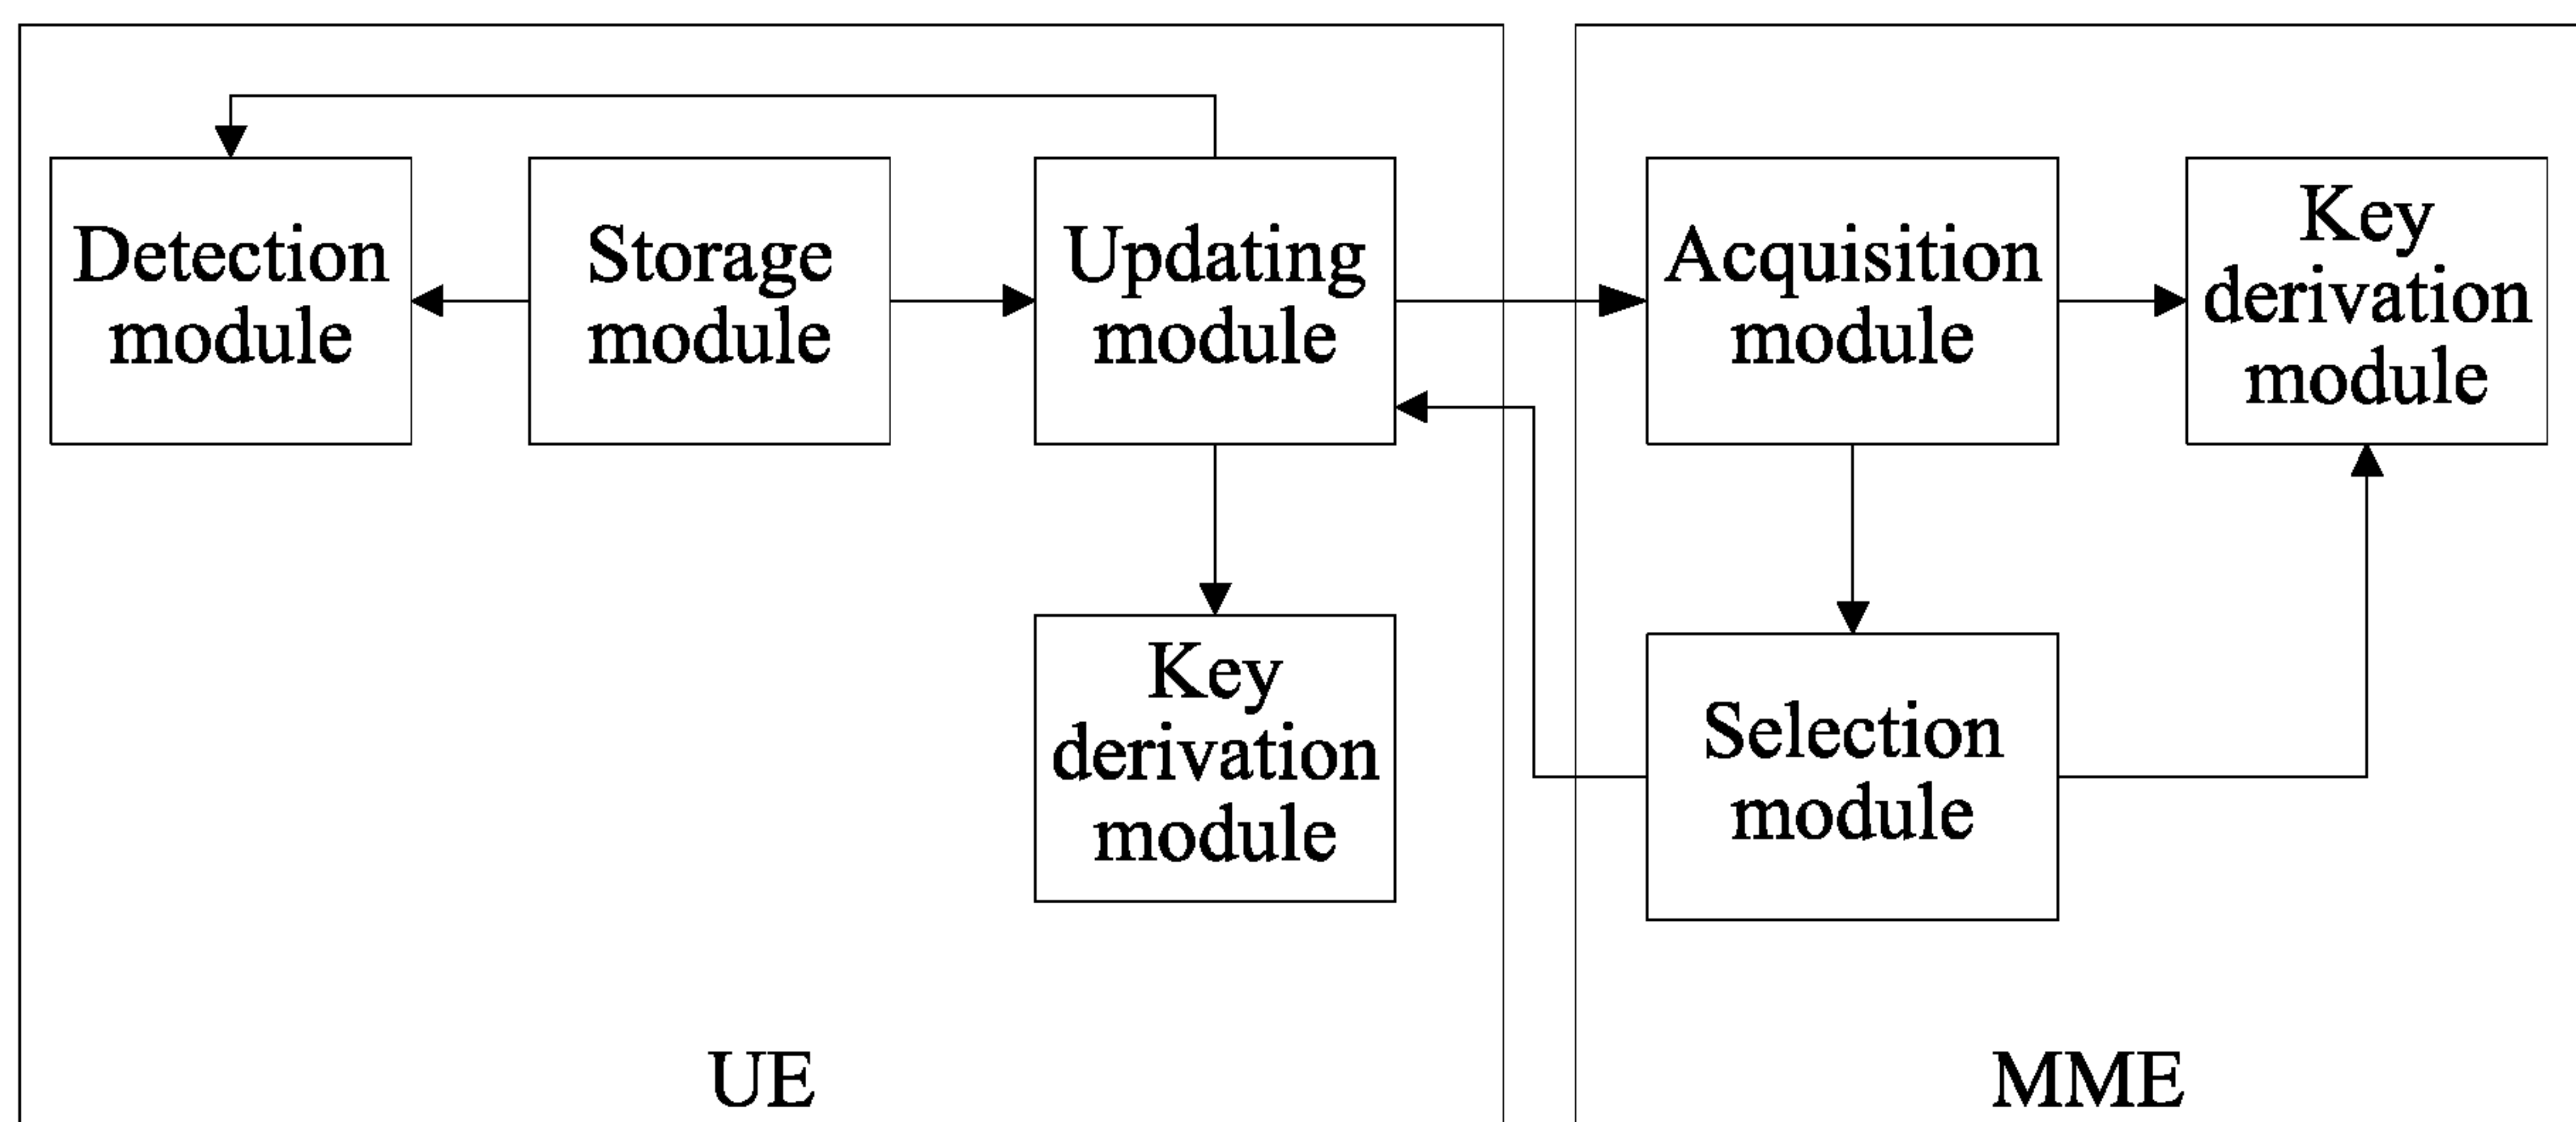 Detection
module
Storage
module
Updating
module
Acquisition
module
Key
derivation
module
Key
derivation
module
Selection
module
UE
MME